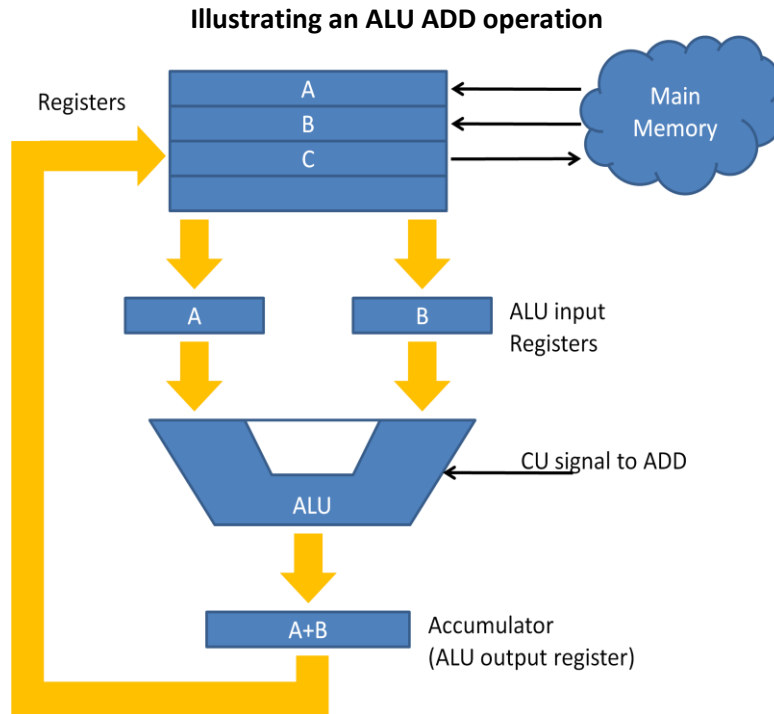 Illustrating an ALU ADD operation
Registers
A
B
C
Main
Memory
A
B
ALU input
Registers
CU signal to ADD
ALU
A+B
Accumulator
(ALU output register)